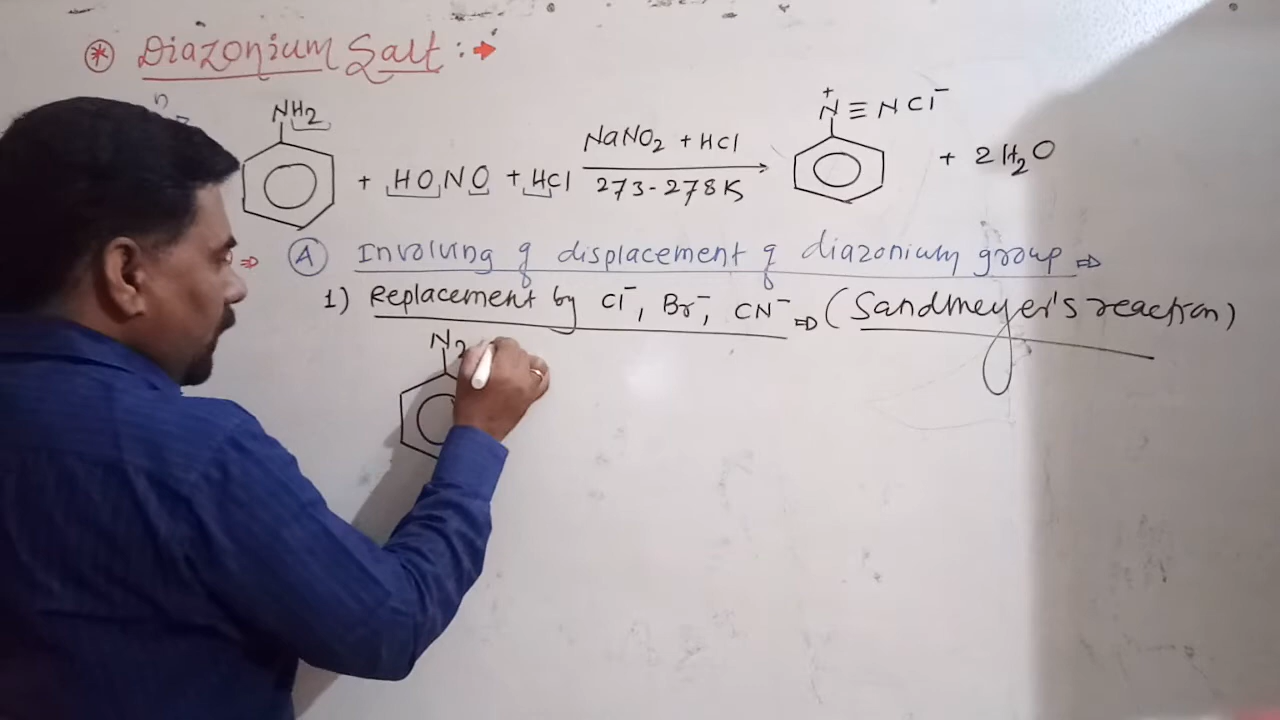 * Diazonium Salt :→
NH2 + HONO + HCl NaNO2 + HCl 273-278K N⁺≡NCl⁻ + 2H2O
⇒ A Involving of displacement of diazonium group ⇒
1) Replacement by Cl⁻, Br⁻, CN⁻ ⇒ (Sandmeyer's reaction)
N2